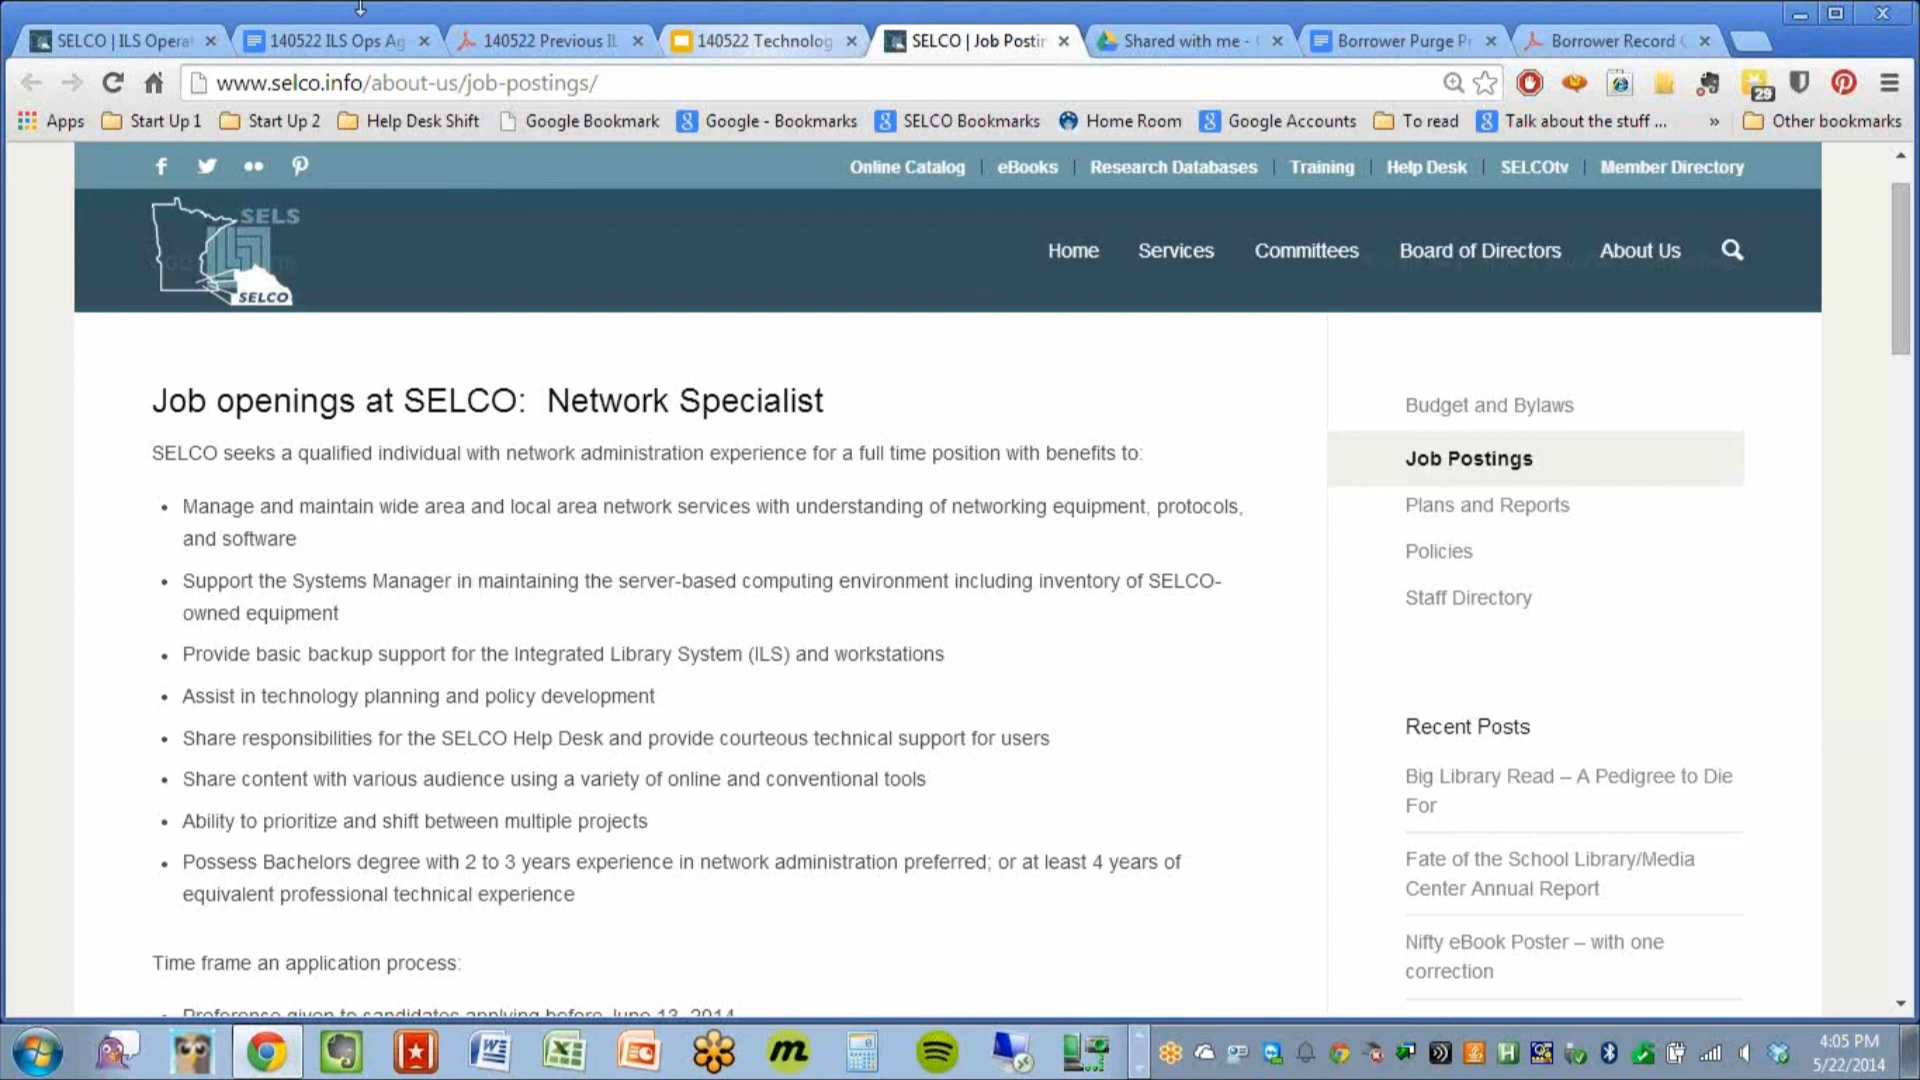 SELCO | ILS Opera
140522 ILS Ops Ag
140522 Previous IL
140522 Technolog
SELCO | Job Postin
Shared with me -
Borrower Purge Pr
Borrower Record
www.selco.info/about-us/job-postings/
29
Apps
Start Up 1
Start Up 2
Help Desk Shift
Google Bookmark
Google - Bookmarks
SELCO Bookmarks
Home Room
Google Accounts
To read
Talk about the stuff ...
»
Other bookmarks
Online Catalog | eBooks | Research Databases | Training | Help Desk | SELCOtv | Member Directory
SELS
SELCO
Home
Services
Committees
Board of Directors
About Us
Job openings at SELCO: Network Specialist
SELCO seeks a qualified individual with network administration experience for a full time position with benefits to:
• Manage and maintain wide area and local area network services with understanding of networking equipment, protocols,
and software
• Support the Systems Manager in maintaining the server-based computing environment including inventory of SELCO-
owned equipment
• Provide basic backup support for the Integrated Library System (ILS) and workstations
• Assist in technology planning and policy development
• Share responsibilities for the SELCO Help Desk and provide courteous technical support for users
• Share content with various audience using a variety of online and conventional tools
• Ability to prioritize and shift between multiple projects
• Possess Bachelors degree with 2 to 3 years experience in network administration preferred; or at least 4 years of
equivalent professional technical experience
Time frame an application process:
• Preference given to candidates applying before June 13, 2014
Budget and Bylaws
Job Postings
Plans and Reports
Policies
Staff Directory
Recent Posts
Big Library Read – A Pedigree to Die
For
Fate of the School Library/Media
Center Annual Report
Nifty eBook Poster – with one
correction
4:05 PM
5/22/2014